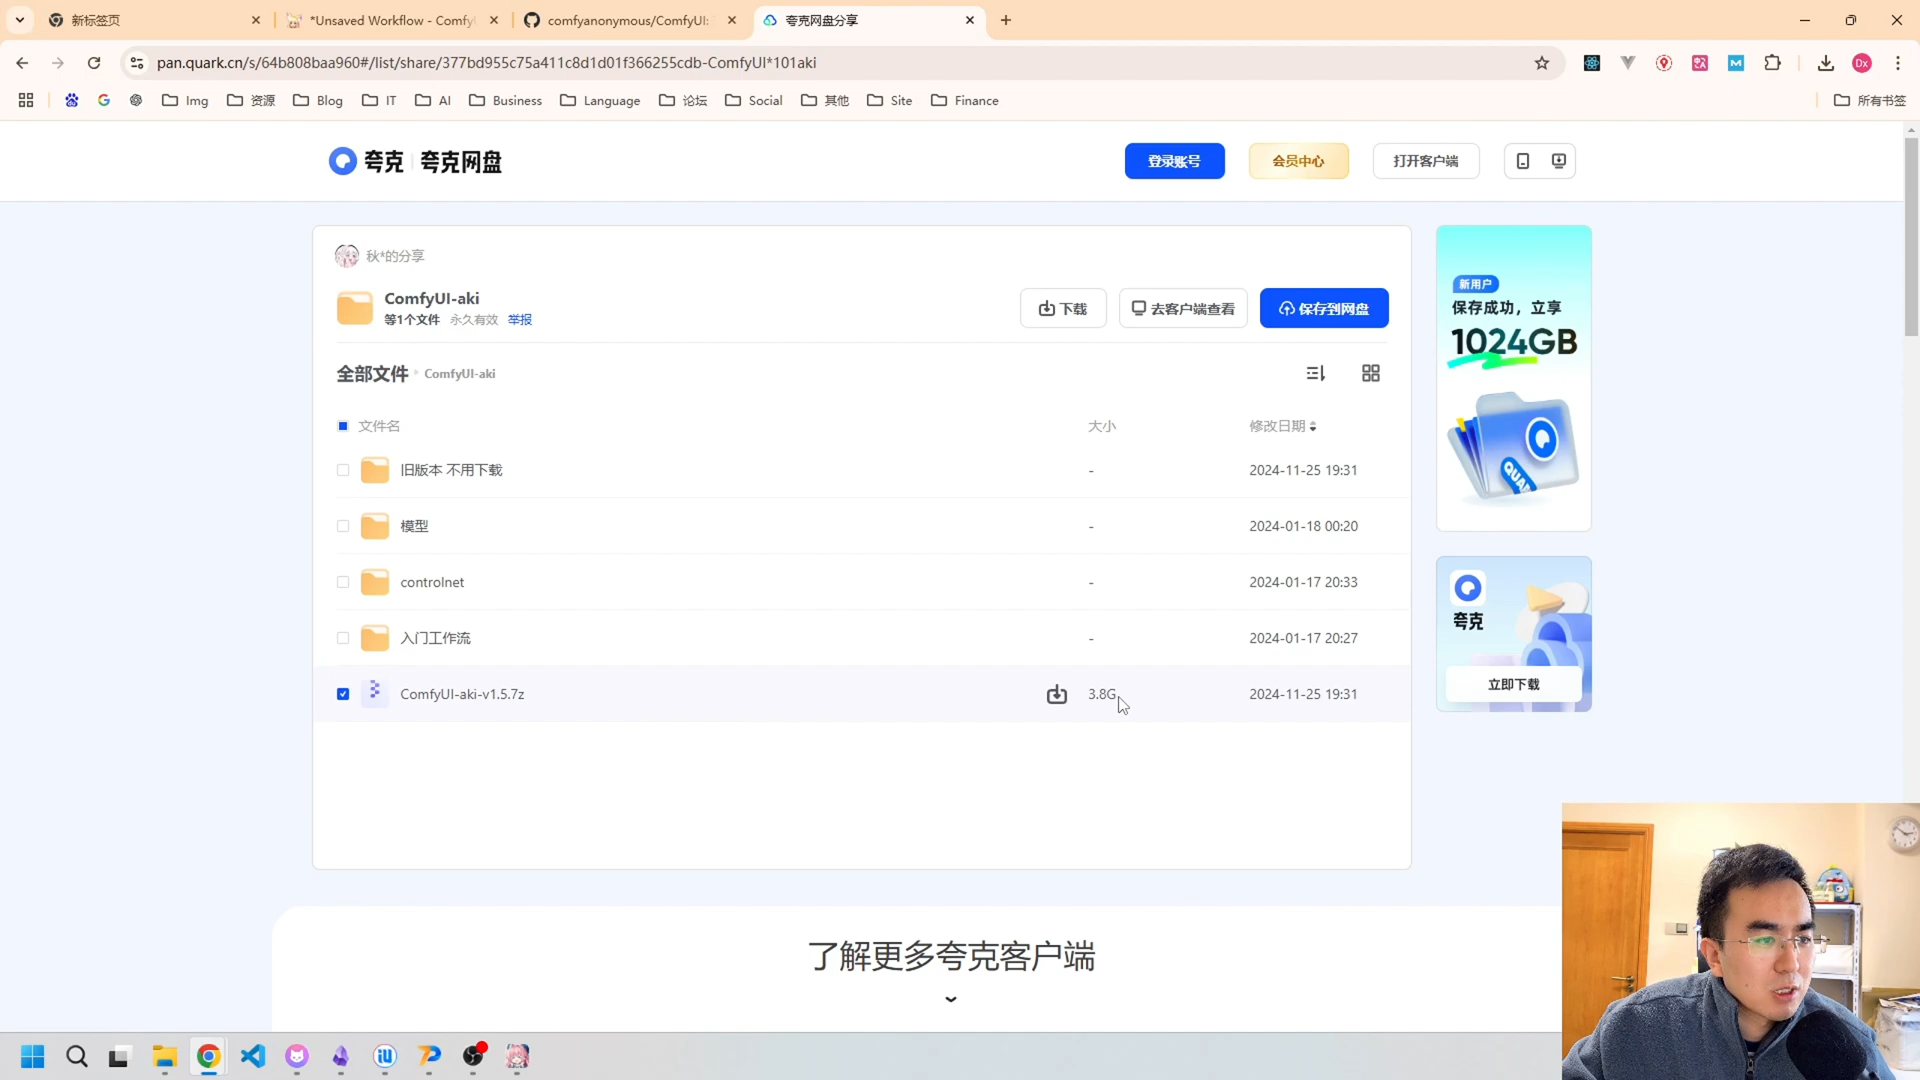 新标签页
*Unsaved Workflow - Comfy
comfyanonymous/ComfyUI:
夸克网盘分享
pan.quark.cn/s/64b808baa960#/list/share/377bd955c75a411c8d1d01f366255cdb-ComfyUI*101aki
Dx
Img
资源
Blog
IT
AI
Business
Language
论坛
Social
其他
Site
Finance
所有书签
夸克
夸克网盘
登录账号
会员中心
打开客户端
秋*的分享
ComfyUI-aki
等1个文件 永久有效 举报
下载
去客户端查看
保存到网盘
全部文件
ComfyUI-aki
文件名
大小
修改日期
旧版本 不用下载
-
2024-11-25 19:31
模型
-
2024-01-18 00:20
controlnet
-
2024-01-17 20:33
入门工作流
-
2024-01-17 20:27
ComfyUI-aki-v1.5.7z
3.8G
2024-11-25 19:31
新用户
保存成功，立享
1024GB
夸克
立即下载
了解更多夸克客户端